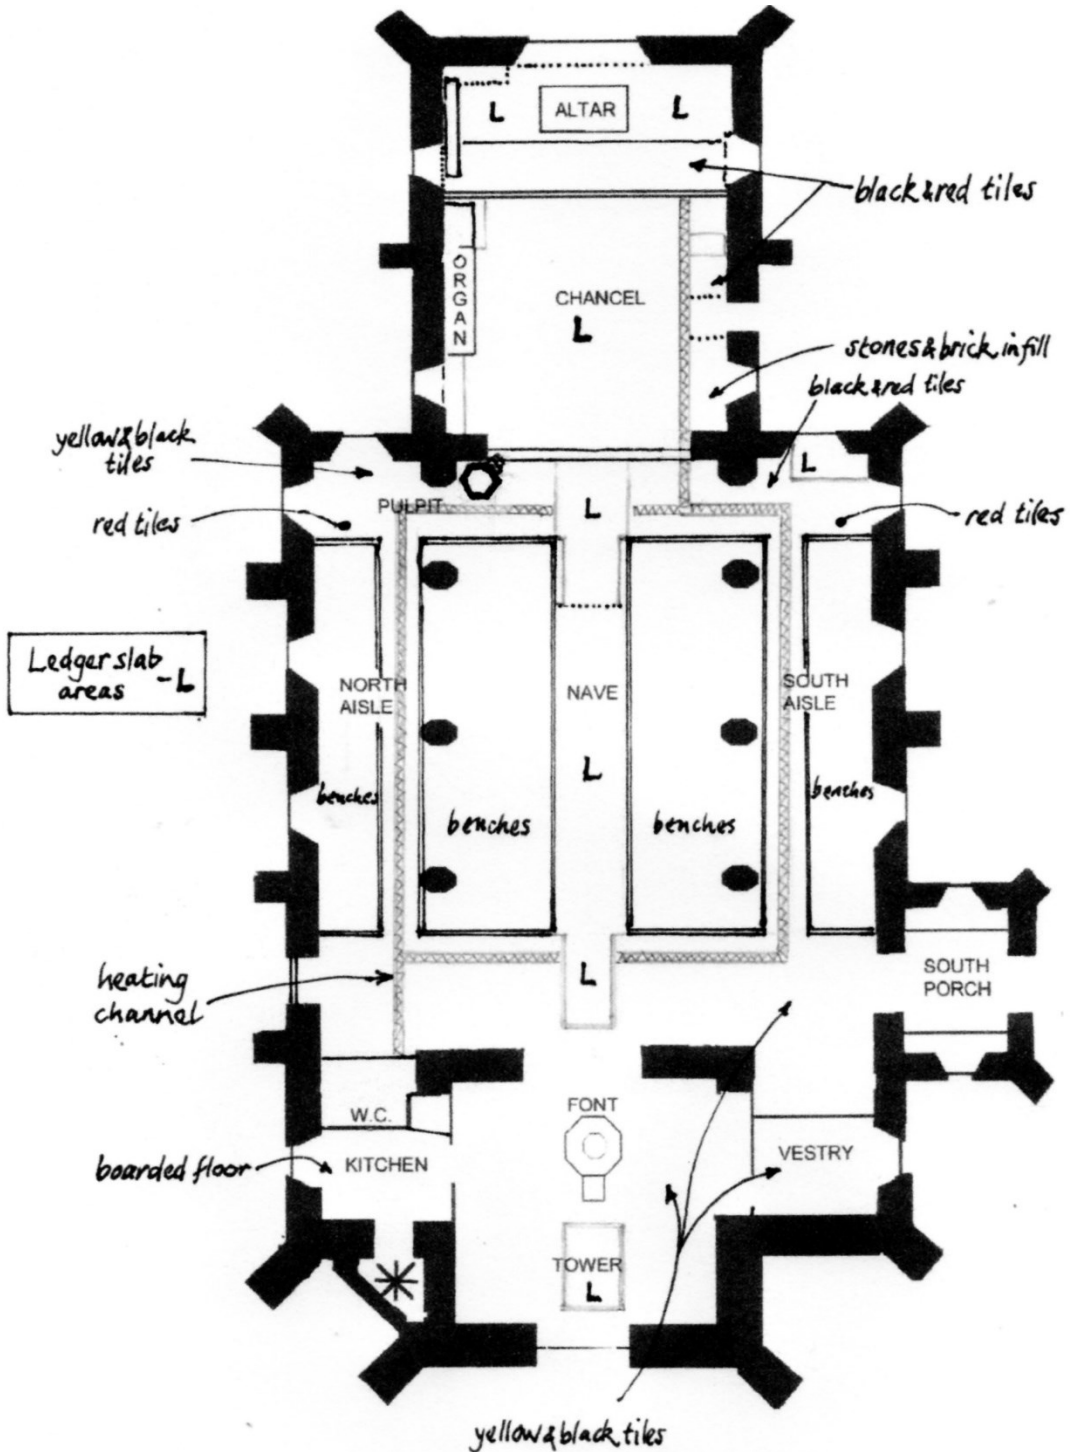 L
ALTAR
L
black & red tiles
ORGAN
CHANCEL
L
stones & brick infill
black & red tiles
yellow & black
tiles
L
PULPIT
L
red tiles
red tiles
Ledger slab
areas - L
NORTH
AISLE
NAVE
SOUTH
AISLE
L
benches
benches
benches
benches
heating
channel
L
SOUTH
PORCH
W.C.
FONT
boarded floor
KITCHEN
VESTRY
TOWER
L
yellow & black tiles